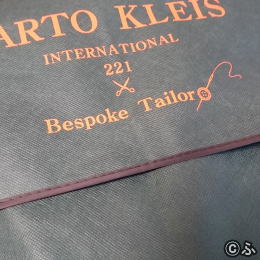 ARTO KLEIS
INTERNATIONAL
221
Bespoke Tailor
©ふ